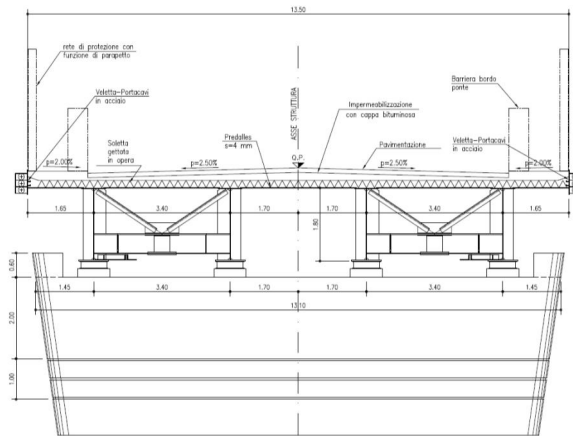 13.50
rete di protezione con
funzione di parapetto
Veletta-Portacavi
in acciaio
Soletta
gettata
in opera
Predalles
s=4 mm
ASSE STRUTTURA
Q.P.
Impermeabilizzazione
con cappa bituminosa
Pavimentazione
Barriera bordo
ponte
Veletta-Portacavi
in acciaio
p=2.00%
p=2.50%
p=2.50%
p=2.00%
1.65
3.40
1.70
1.70
3.40
1.65
1.80
0.60
1.45
3.40
1.70
1.70
3.40
1.45
13.10
2.00
1.00